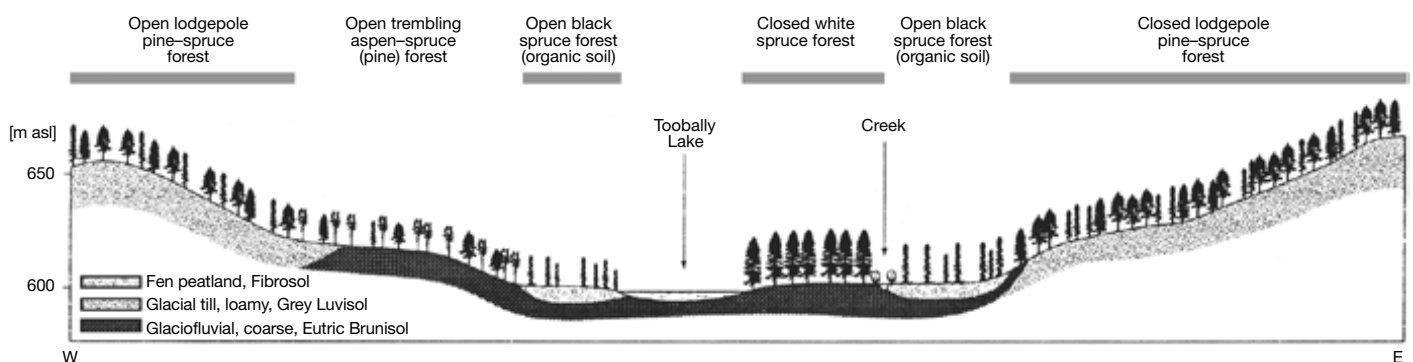 Open lodgepole
pine–spruce
forest
Open trembling
aspen–spruce
(pine) forest
Open black
spruce forest
(organic soil)
Closed white
spruce forest
Open black
spruce forest
(organic soil)
Closed lodgepole
pine–spruce
forest
[m asl]
Toobally
Lake
Creek
650
600
Fen peatland, Fibrosol
Glacial till, loamy, Grey Luvisol
Glaciofluvial, coarse, Eutric Brunisol
W
E